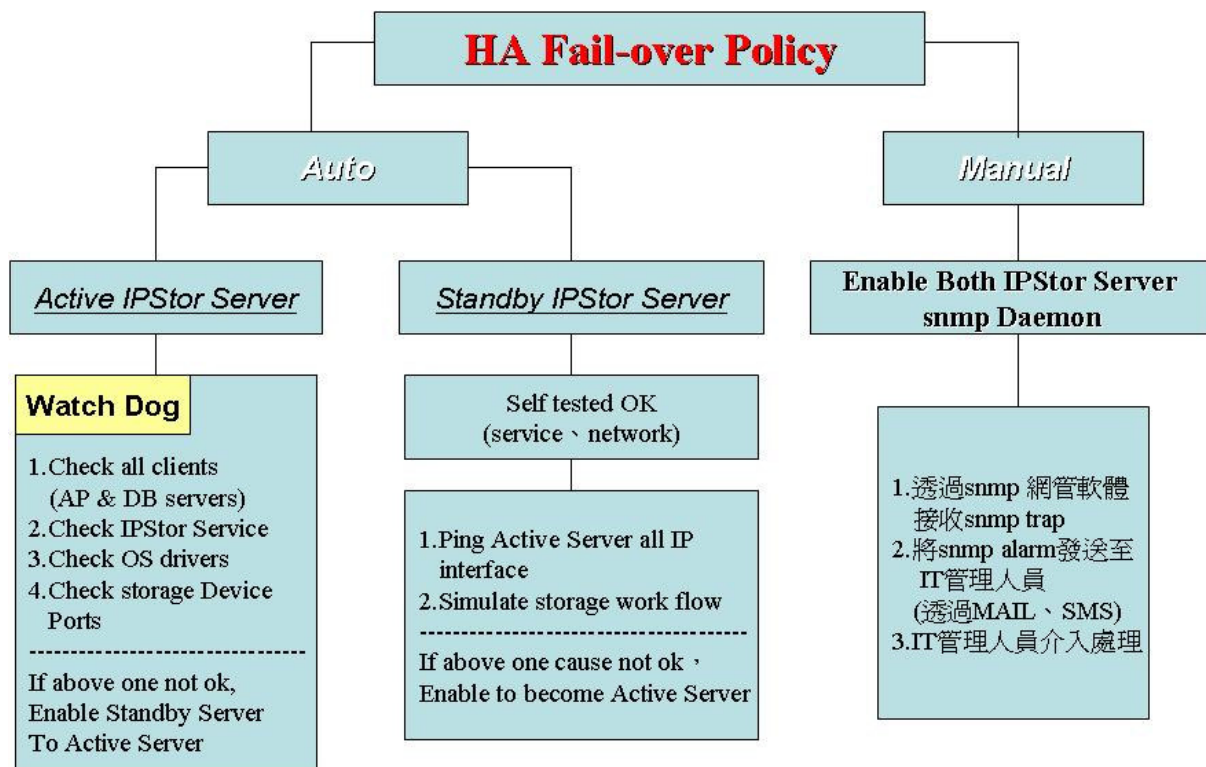 HA Fail-over Policy
Auto
Manual
Active IPStor Server
Standby IPStor Server
Enable Both IPStor Server
snmp Daemon
Watch Dog
1.Check all clients
(AP & DB servers)
2.Check IPStor Service
3.Check OS drivers
4.Check storage Device
Ports
--------------------------------
If above one not ok,
Enable Standby Server
To Active Server
Self tested OK
(service、network)
1.Ping Active Server all IP
interface
2.Simulate storage work flow
-------------------------------------
If above one cause not ok，
Enable to become Active Server
1.透過snmp 網管軟體
接收snmp trap
2.將snmp alarm發送至
IT管理人員
(透過MAIL、SMS)
3.IT管理人員介入處理